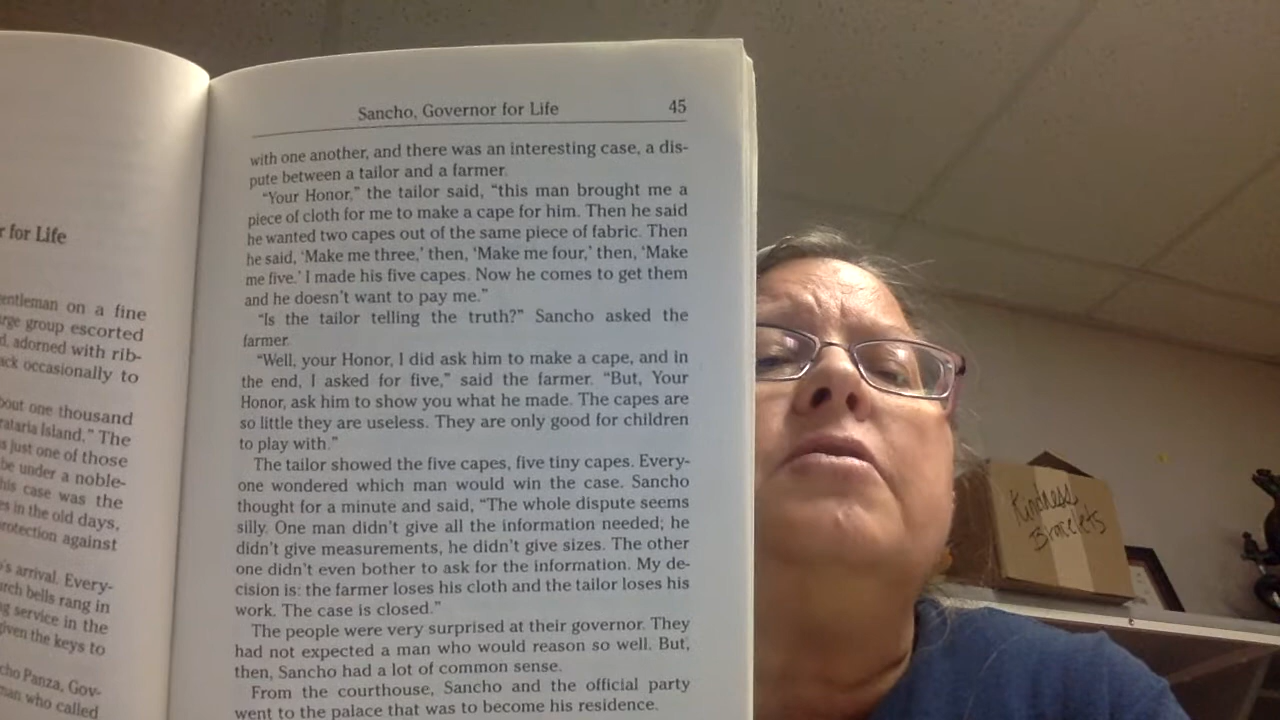 r for Life
entleman on a fine
rge group escorted
d, adorned with rib-
ack occasionally to
bout one thousand
rataria Island." The
s just one of those
be under a noble-
his case was the
es in the old days,
rotection against
's arrival. Every-
urch bells rang in
ng service in the
given the keys to
cho Panza, Gov-
man who called
Sancho, Governor for Life 45
with one another, and there was an interesting case, a dis-
pute between a tailor and a farmer.
"Your Honor," the tailor said, "this man brought me a
piece of cloth for me to make a cape for him. Then he said
he wanted two capes out of the same piece of fabric. Then
he said, 'Make me three,' then, 'Make me four,' then, 'Make
me five.' I made his five capes. Now he comes to get them
and he doesn't want to pay me."
"Is the tailor telling the truth?" Sancho asked the
farmer.
"Well, your Honor, I did ask him to make a cape, and in
the end, I asked for five," said the farmer. "But, Your
Honor, ask him to show you what he made. The capes are
so little they are useless. They are only good for children
to play with."
The tailor showed the five capes, five tiny capes. Every-
one wondered which man would win the case. Sancho
thought for a minute and said, "The whole dispute seems
silly. One man didn't give all the information needed; he
didn't give measurements, he didn't give sizes. The other
one didn't even bother to ask for the information. My de-
cision is: the farmer loses his cloth and the tailor loses his
work. The case is closed."
The people were very surprised at their governor. They
had not expected a man who would reason so well. But,
then, Sancho had a lot of common sense.
From the courthouse, Sancho and the official party
went to the palace that was to become his residence.
Kindness
Bracelets